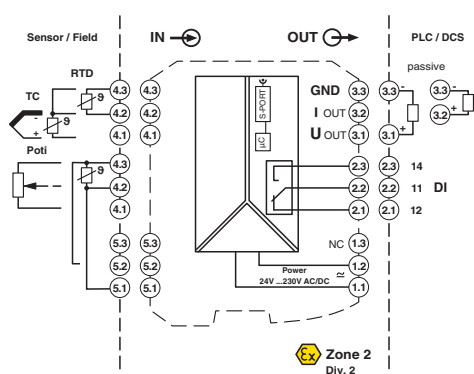 Sensor / Field
IN
OUT
PLC / DCS
RTD
TC
ϑ
-
ϑ
+
4.3
4.2
4.1
4.3
4.2
4.1
S-PORT
µC
GND
I OUT
U OUT
3.3
3.2
3.1
passive
3.3
-
3.1
+
3.3
-
3.2
+
Poti
ϑ
4.3
4.2
4.1
2.3
2.2
2.1
2.3
2.2
2.1
14
11
12
DI
5.3
5.2
5.1
5.3
5.2
5.1
NC
1.3
1.2
1.1
Power
24V ...230V AC/DC
Ex
Zone 2
Div. 2